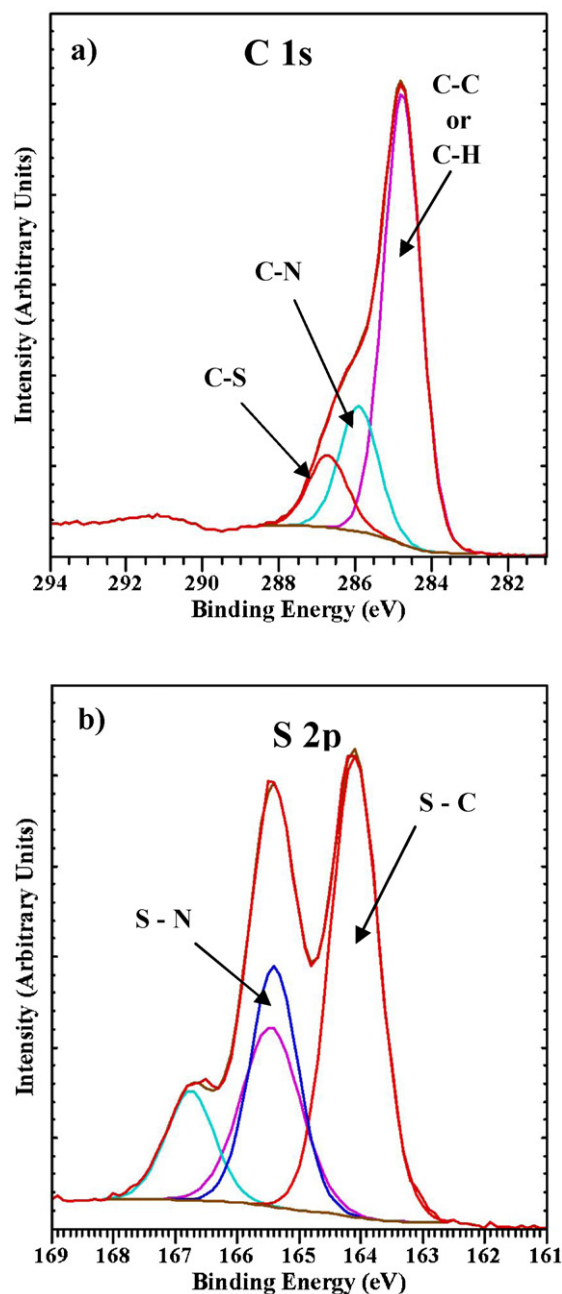 a)
C 1s
C-C
or
C-H
C-N
C-S
Intensity (Arbitrary Units)
294 292 290 288 286 284 282
Binding Energy (eV)
b)
S 2p
S - C
S - N
Intensity (Arbitrary Units)
169 168 167 166 165 164 163 162 161
Binding Energy (eV)